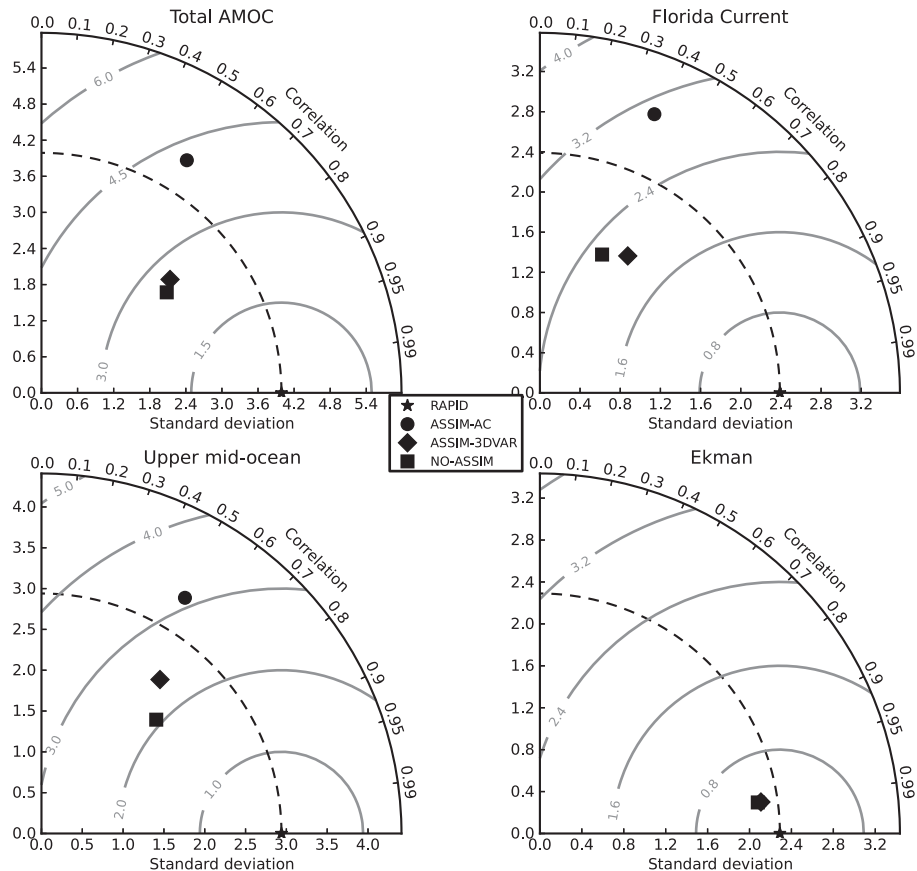 Total AMOC
0.0 0.1 0.2 0.3 0.4 0.5 0.6 0.7 0.8 0.9 0.95 0.99
Correlation
5.4
4.8
4.2
3.6
3.0
2.4
1.8
1.2
0.6
0.0
6.0
4.5
3.0
1.5
0.0 0.6 1.2 1.8 2.4 3.0 3.6 4.2 4.8 5.4
Standard deviation
Florida Current
0.0 0.1 0.2 0.3 0.4 0.5 0.6 0.7 0.8 0.9 0.95 0.99
Correlation
3.2
2.8
2.4
2.0
1.6
1.2
0.8
0.4
0.0
4.0
3.2
2.4
1.6
0.8
0.0 0.4 0.8 1.2 1.6 2.0 2.4 2.8 3.2
Standard deviation
RAPID
ASSIM-AC
ASSIM-3DVAR
NO-ASSIM
Upper mid-ocean
0.0 0.1 0.2 0.3 0.4 0.5 0.6 0.7 0.8 0.9 0.95 0.99
Correlation
4.0
3.5
3.0
2.5
2.0
1.5
1.0
0.5
0.0
5.0
4.0
3.0
2.0
1.0
0.0 0.5 1.0 1.5 2.0 2.5 3.0 3.5 4.0
Standard deviation
Ekman
0.0 0.1 0.2 0.3 0.4 0.5 0.6 0.7 0.8 0.9 0.95 0.99
Correlation
3.2
2.8
2.4
2.0
1.6
1.2
0.8
0.4
0.0
3.2
2.4
1.6
0.8
0.0 0.4 0.8 1.2 1.6 2.0 2.4 2.8 3.2
Standard deviation